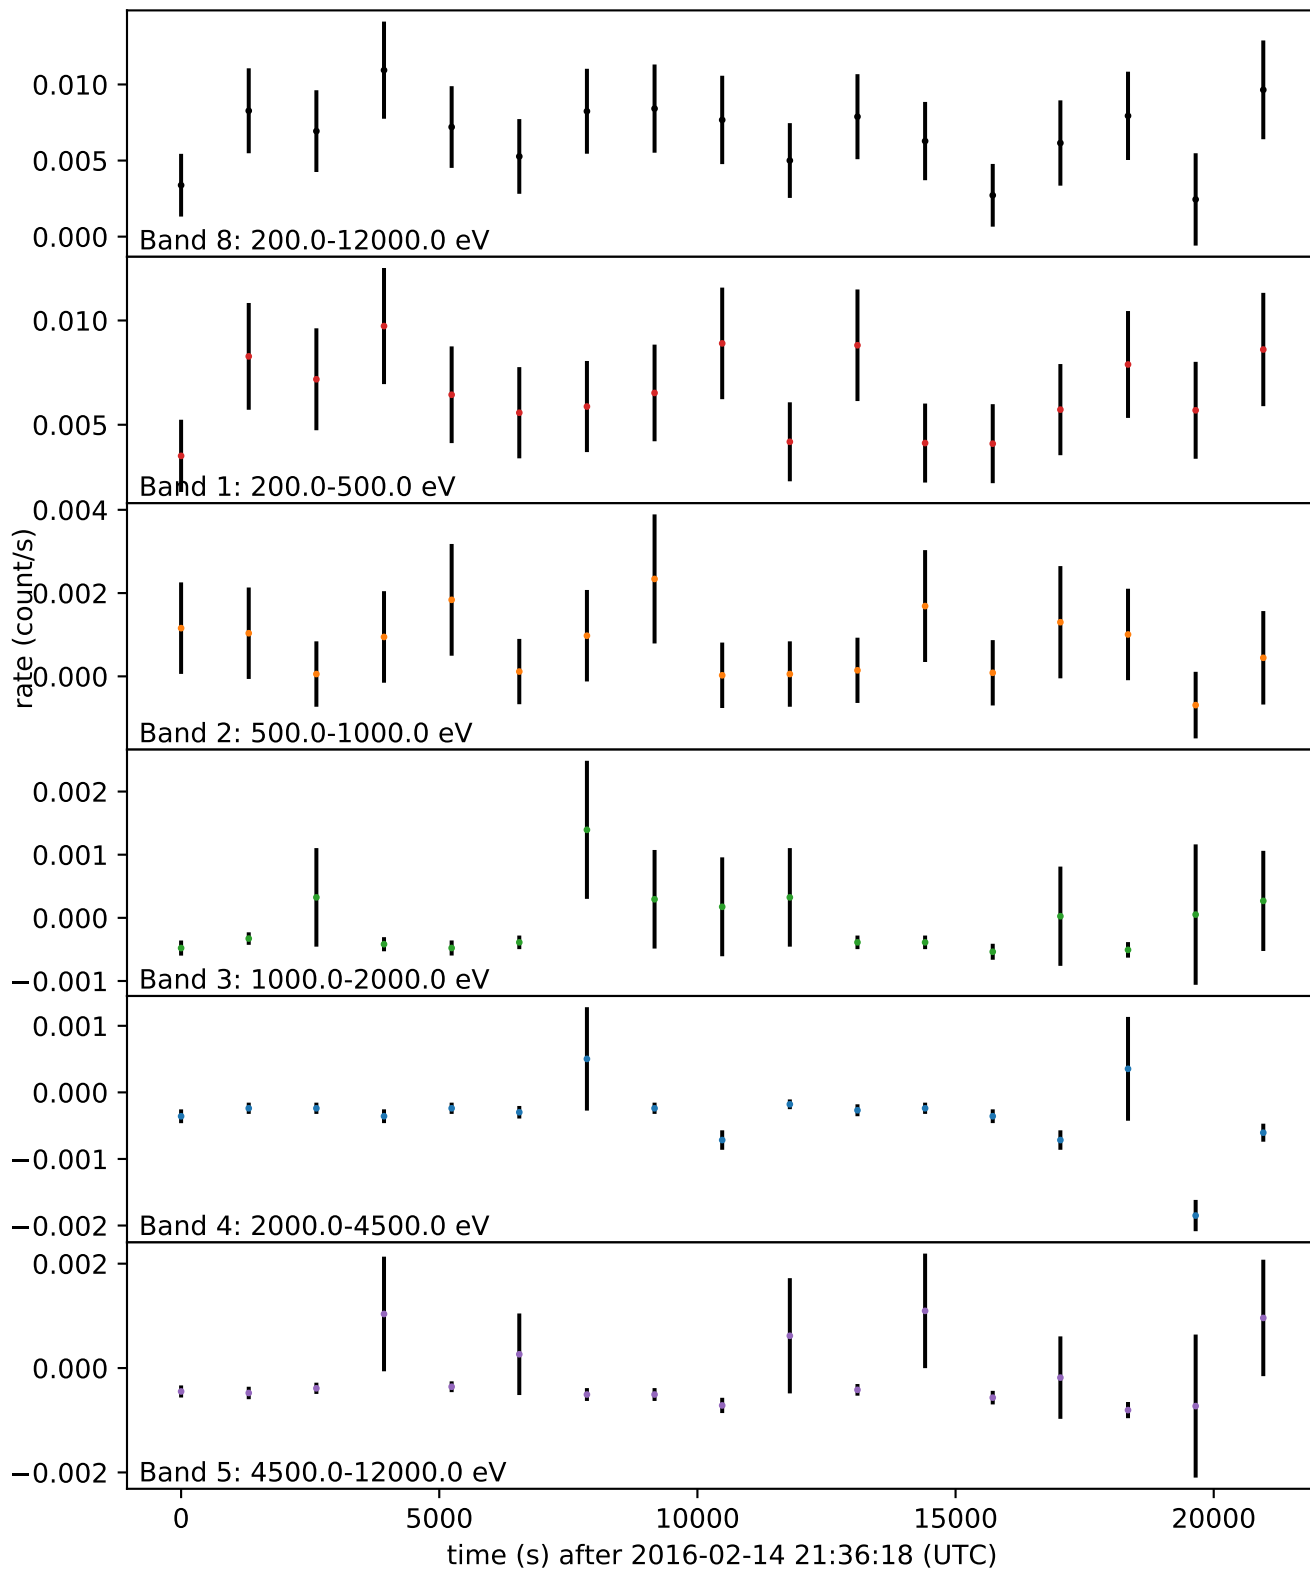 0.010
0.005
0.000
Band 8: 200.0-12000.0 eV
0.010
0.005
Band 1: 200.0-500.0 eV
rate (count/s)
0.004
0.002
0.000
Band 2: 500.0-1000.0 eV
0.002
0.001
0.000
−0.001
Band 3: 1000.0-2000.0 eV
0.001
0.000
−0.001
−0.002
Band 4: 2000.0-4500.0 eV
0.002
0.000
−0.002
Band 5: 4500.0-12000.0 eV
0 5000 10000 15000 20000
time (s) after 2016-02-14 21:36:18 (UTC)